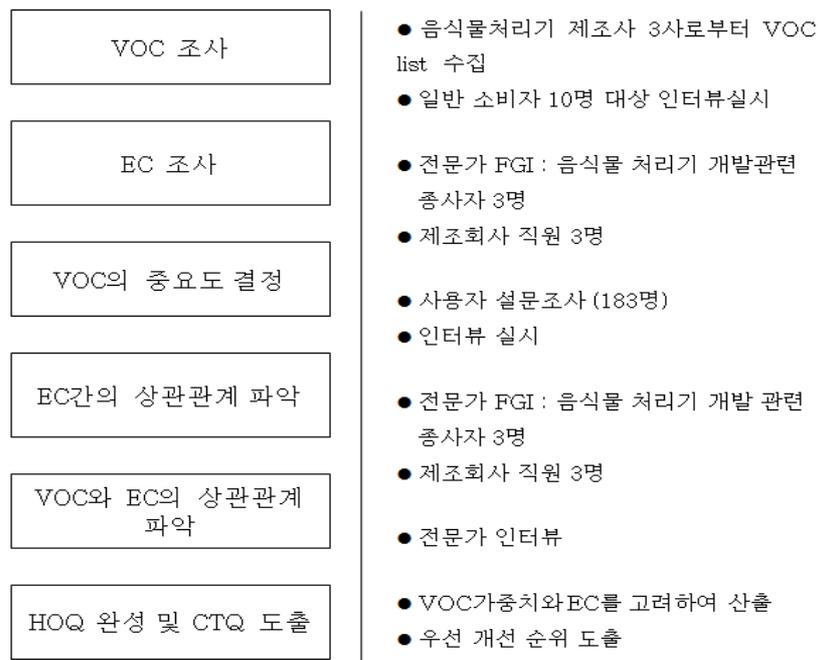 VOC 조사
● 음식물처리기 제조사 3사로부터 VOC
list 수집
● 일반 소비자 10명 대상 인터뷰실시
EC 조사
● 전문가 FGI : 음식물 처리기 개발관련
종사자 3명
● 제조회사 직원 3명
VOC의 중요도 결정
● 사용자 설문조사 (183명)
● 인터뷰 실시
EC간의 상관관계 파악
● 전문가 FGI : 음식물 처리기 개발 관련
종사자 3명
● 제조회사 직원 3명
VOC와 EC의 상관관계
파악
● 전문가 인터뷰
HOQ 완성 및 CTQ 도출
● VOC가중치와 EC를 고려하여 산출
● 우선 개선 순위 도출